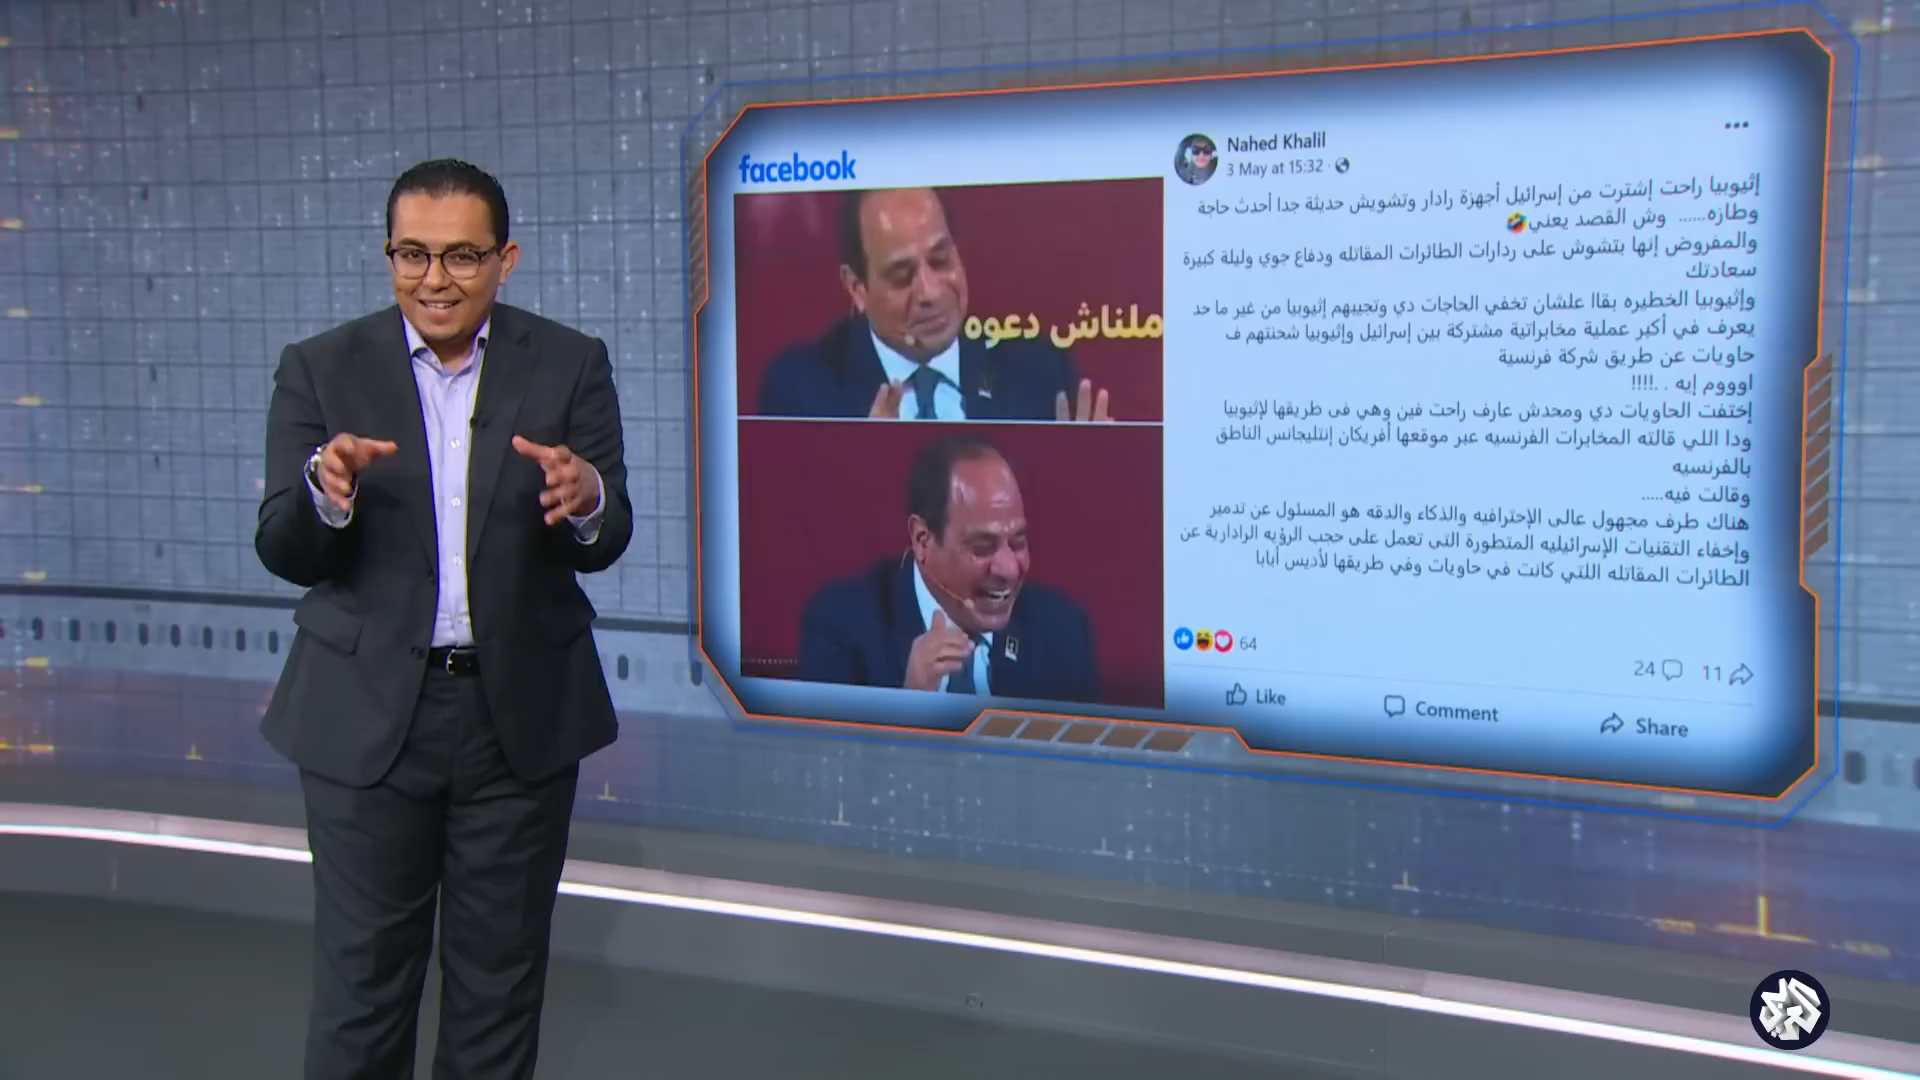 facebook
ملناش دعوه
Nahed Khalil
3 May at 15:32
إثيوبيا راحت إشترت من إسرائيل أجهزة رادار وتشويش حديثة جدا أحدث حاجة
وطازه...... وش القصد يعني🤣
والمفروض إنها بتشوش على ردارات الطائرات المقاتله ودفاع جوي وليلة كبيرة
سعادتك
وإثيوبيا الخطيره بقاا علشان تخفي الحاجات دي وتجيبهم إثيوبيا من غير ما حد
يعرف في أكبر عملية مخابراتية مشتركة بين إسرائيل وإثيوبيا شحنتهم ف
حاويات عن طريق شركة فرنسية
اوووم إيه . .!!!!
إختفت الحاويات دي ومحدش عارف راحت فين وهي فى طريقها لإثيوبيا
ودا اللي قالته المخابرات الفرنسيه عبر موقعها أفريكان إنتليجانس الناطق
بالفرنسيه
وقالت فيه.....
هناك طرف مجهول عالى الإحترافيه والذكاء والدقه هو المسئول عن تدمير
وإخفاء التقنيات الإسرائيليه المتطورة التى تعمل على حجب الرؤيه الرادارية عن
الطائرات المقاتله اللتي كانت في حاويات وفي طريقها لأديس أبابا
64
24
11
Like
Comment
Share